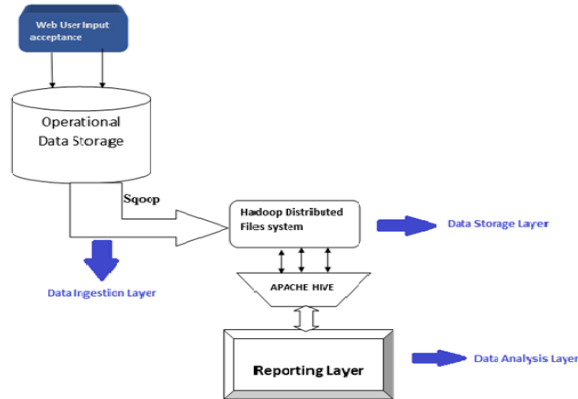 Web User Input
acceptance
Operational
Data Storage
Sqoop
Hadoop Distributed
Files system
Data Storage Layer
Data Ingestion Layer
APACHE HIVE
Reporting Layer
Data Analysis Layer